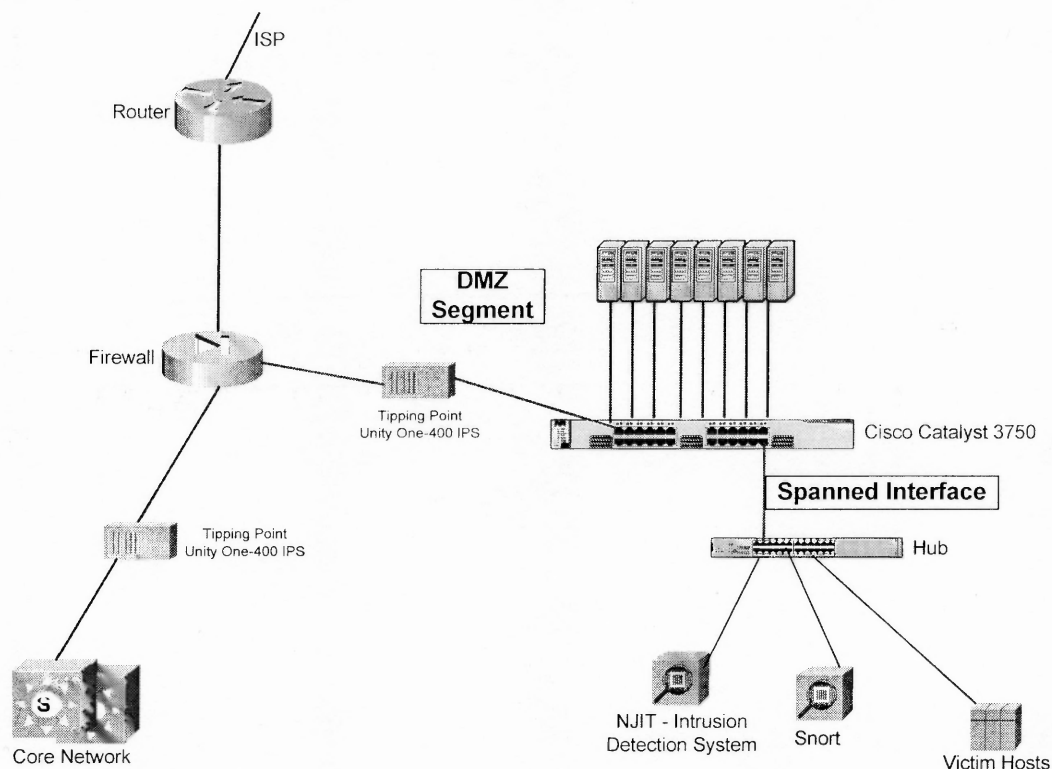 ISP
Router
DMZ
Segment
Firewall
Tipping Point
Unity One-400 IPS
Cisco Catalyst 3750
Spanned Interface
Tipping Point
Unity One-400 IPS
Hub
S
NJIT - Intrusion
Detection System
Snort
Core Network
Victim Hosts